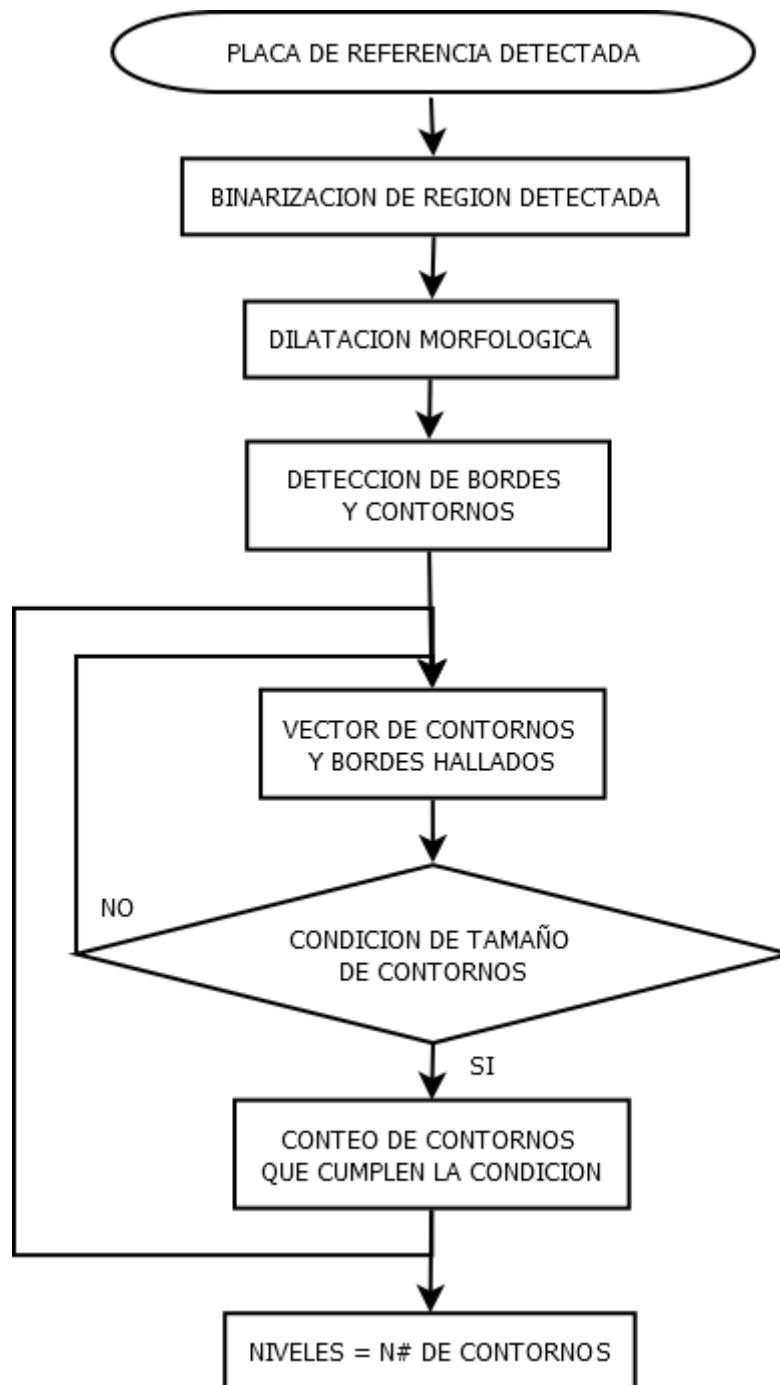 PLACA DE REFERENCIA DETECTADA
BINARIZACION DE REGION DETECTADA
DILATACION MORFOLOGICA
DETECCION DE BORDES
Y CONTORNOS
VECTOR DE CONTORNOS
Y BORDES HALLADOS
NO
CONDICION DE TAMAÑO
DE CONTORNOS
SI
CONTEO DE CONTORNOS
QUE CUMPLEN LA CONDICION
NIVELES = N# DE CONTORNOS